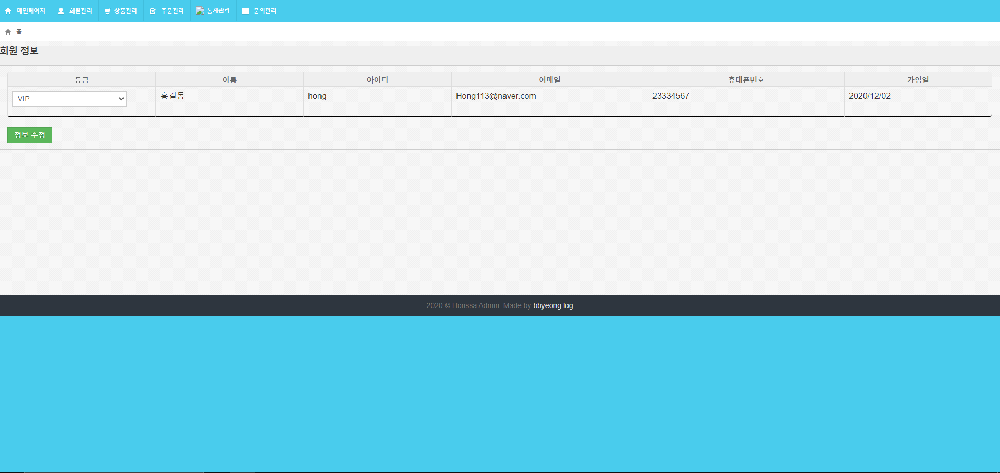 메인페이지 회원관리 상품관리 주문관리 통계관리 문의관리
홈
회원 정보
등급 이름 아이디 이메일 휴대폰번호 가입일
VIP 홍길동 hong Hong113@naver.com 23334567 2020/12/02
정보 수정
2020 © Honssa Admin. Made by bbyeong.log